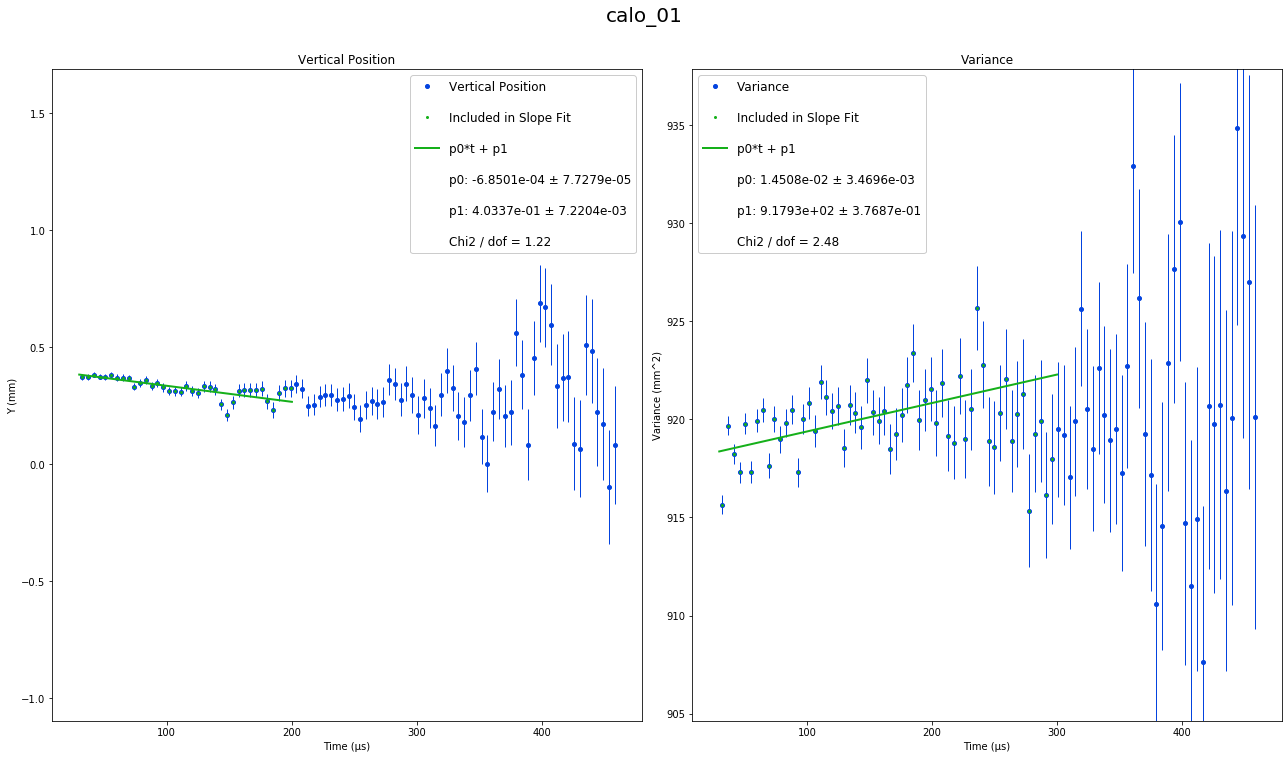 calo_01
Vertical Position
Vertical Position
Included in Slope Fit
p0*t + p1
p0: -6.8501e-04 ± 7.7279e-05
p1: 4.0337e-01 ± 7.2204e-03
Chi2 / dof = 1.22
1.5
1.0
0.5
0.0
−0.5
−1.0
Y (mm)
100
200
300
400
Time (µs)
Variance
Variance
Included in Slope Fit
p0*t + p1
p0: 1.4508e-02 ± 3.4696e-03
p1: 9.1793e+02 ± 3.7687e-01
Chi2 / dof = 2.48
935
930
925
920
915
910
905
Variance (mm^2)
100
200
300
400
Time (µs)